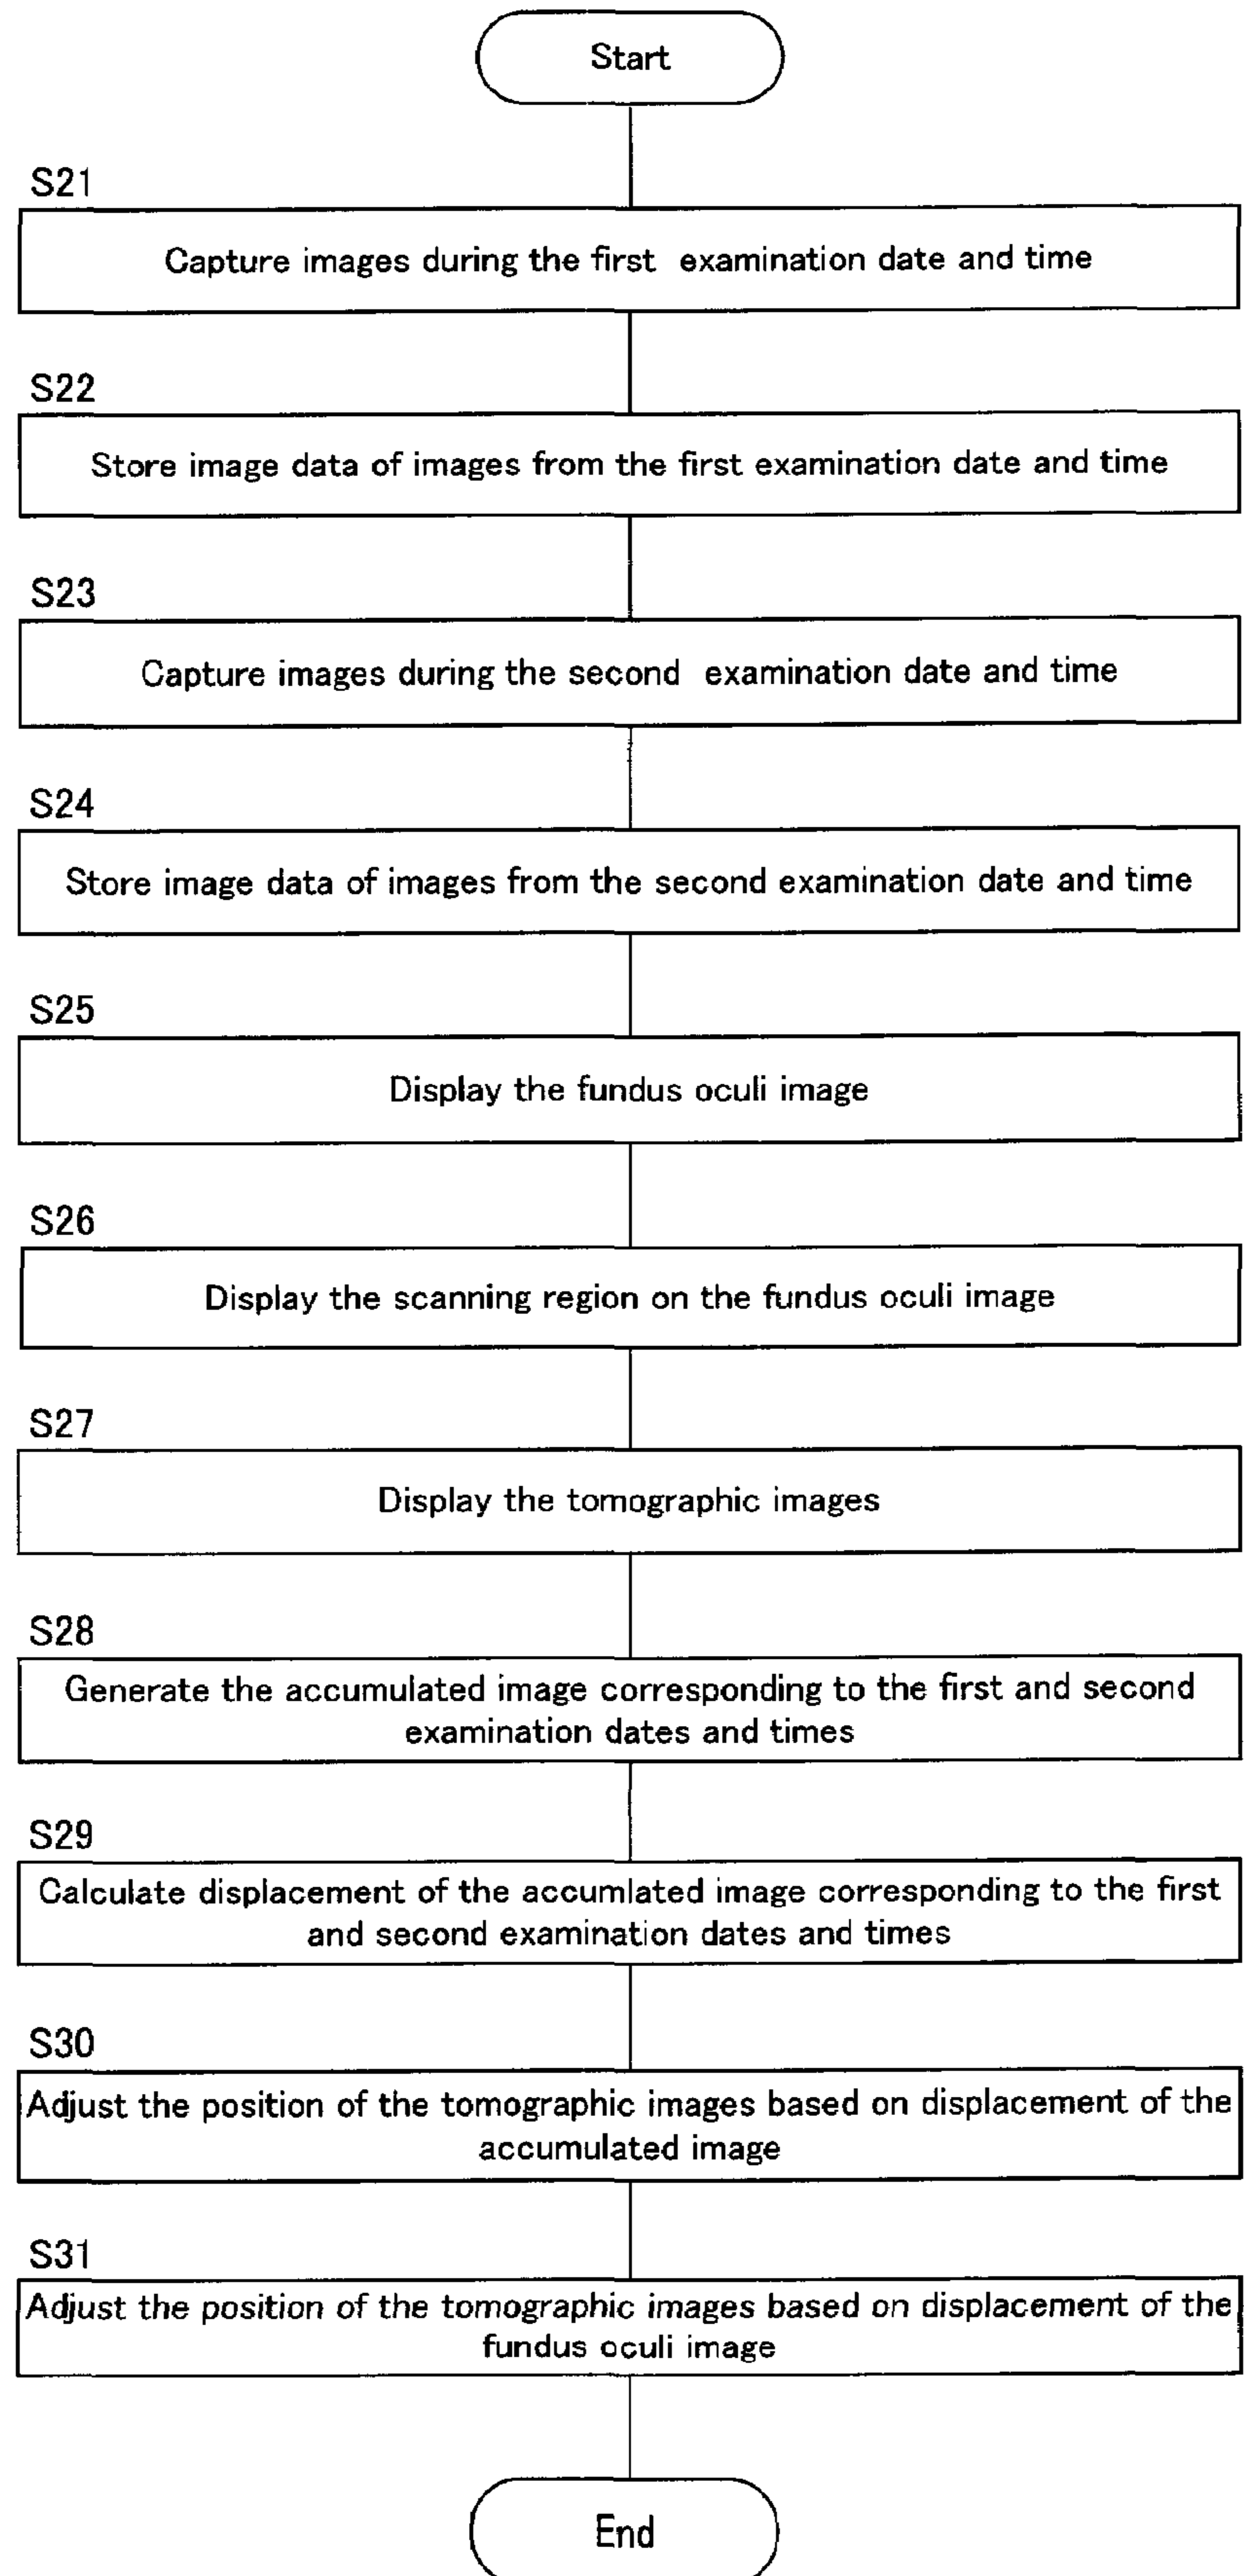 Start
S21
Capture images during the first examination date and time
S22
Store image data of images from the first examination date and time
S23
Capture images during the second examination date and time
S24
Store image data of images from the second examination date and time
S25
Display the fundus oculi image
S26
Display the scanning region on the fundus oculi image
S27
Display the tomographic images
S28
Generate the accumulated image corresponding to the first and second
examination dates and times
S29
Calculate displacement of the accumlated image corresponding to the first
and second examination dates and times
S30
Adjust the position of the tomographic images based on displacement of the
accumulated image
S31
Adjust the position of the tomographic images based on displacement of the
fundus oculi image
End